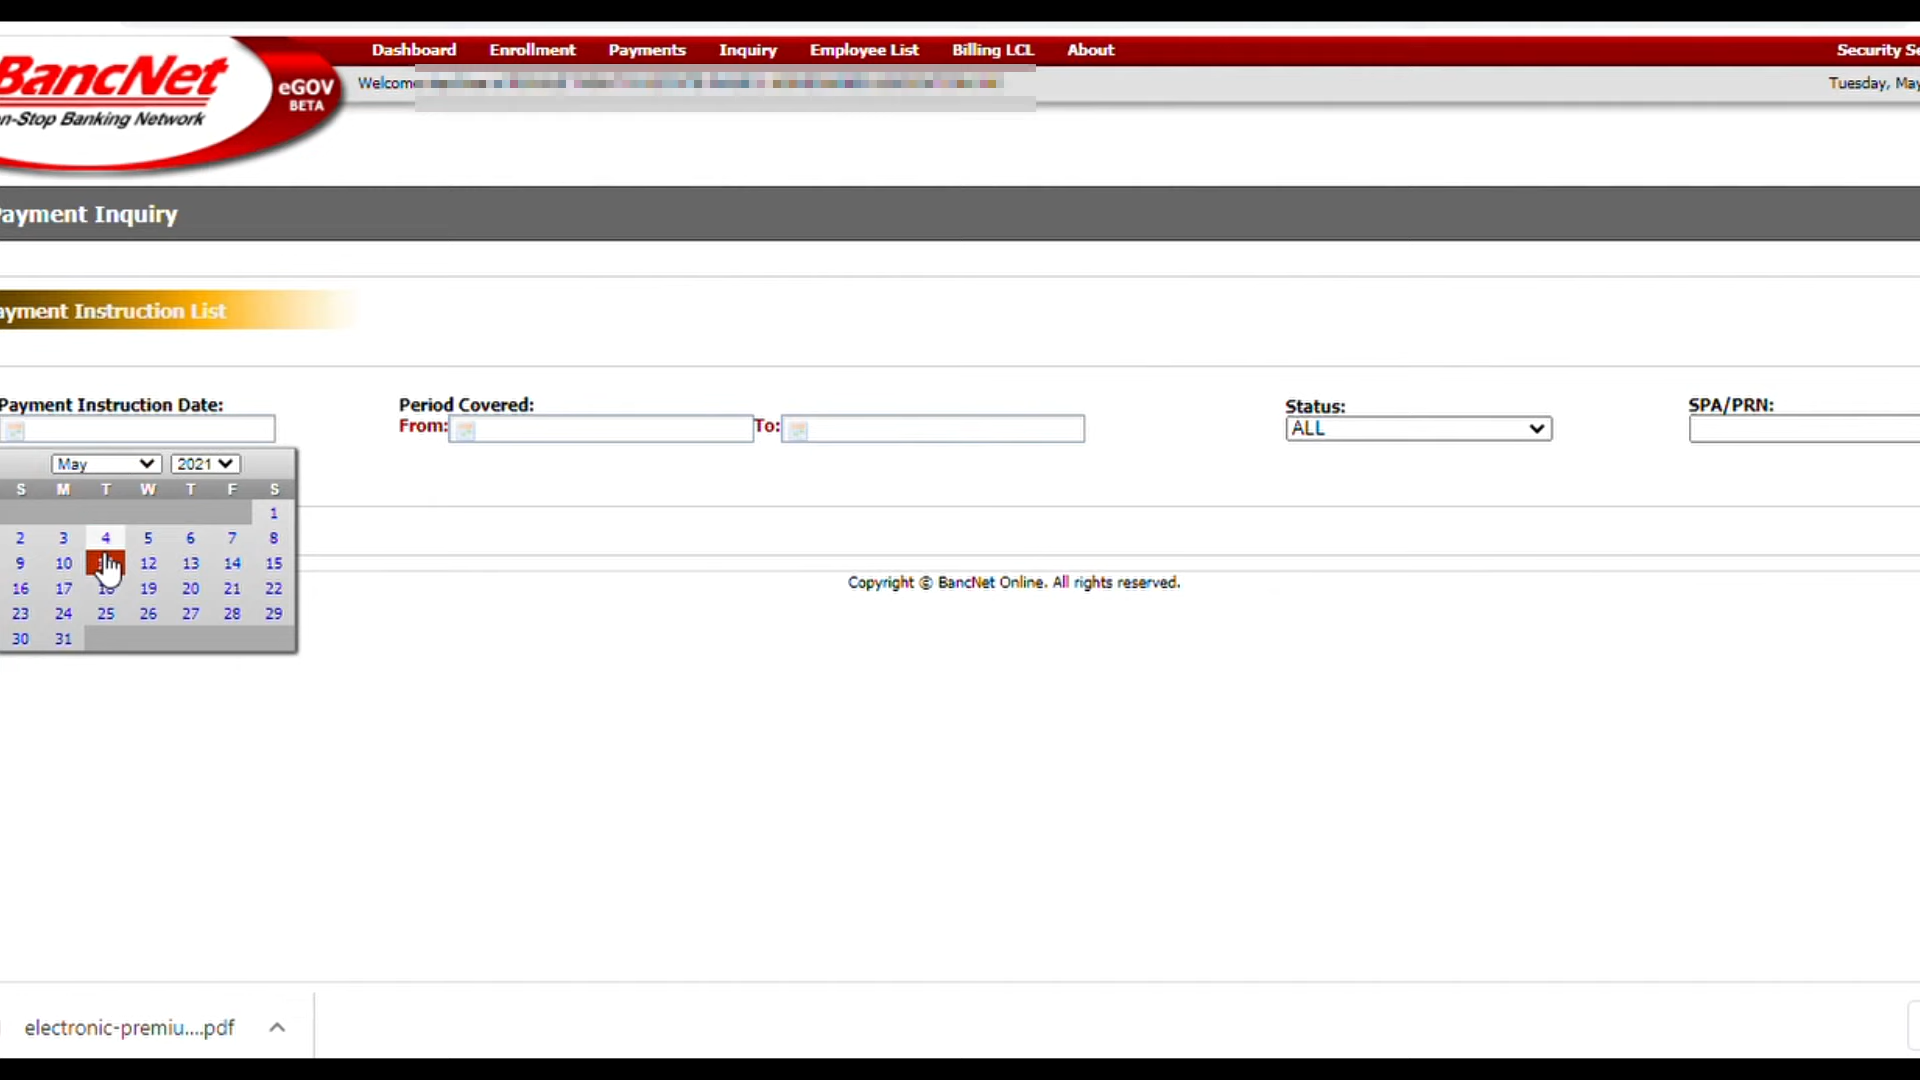 Dashboard Enrollment Payments Inquiry Employee List Billing LCL About Security Se
BancNet
eGOV
BETA
n-Stop Banking Network
Welcome
Tuesday, May
ayment Inquiry
ayment Instruction List
Payment Instruction Date:
Period Covered:
From:
To:
Status:
ALL
SPA/PRN:
May 2021
S M T W T F S
1
2 3 4 5 6 7 8
9 10 12 13 14 15
16 17 18 19 20 21 22
23 24 25 26 27 28 29
30 31
Copyright © BancNet Online. All rights reserved.
electronic-premiu....pdf